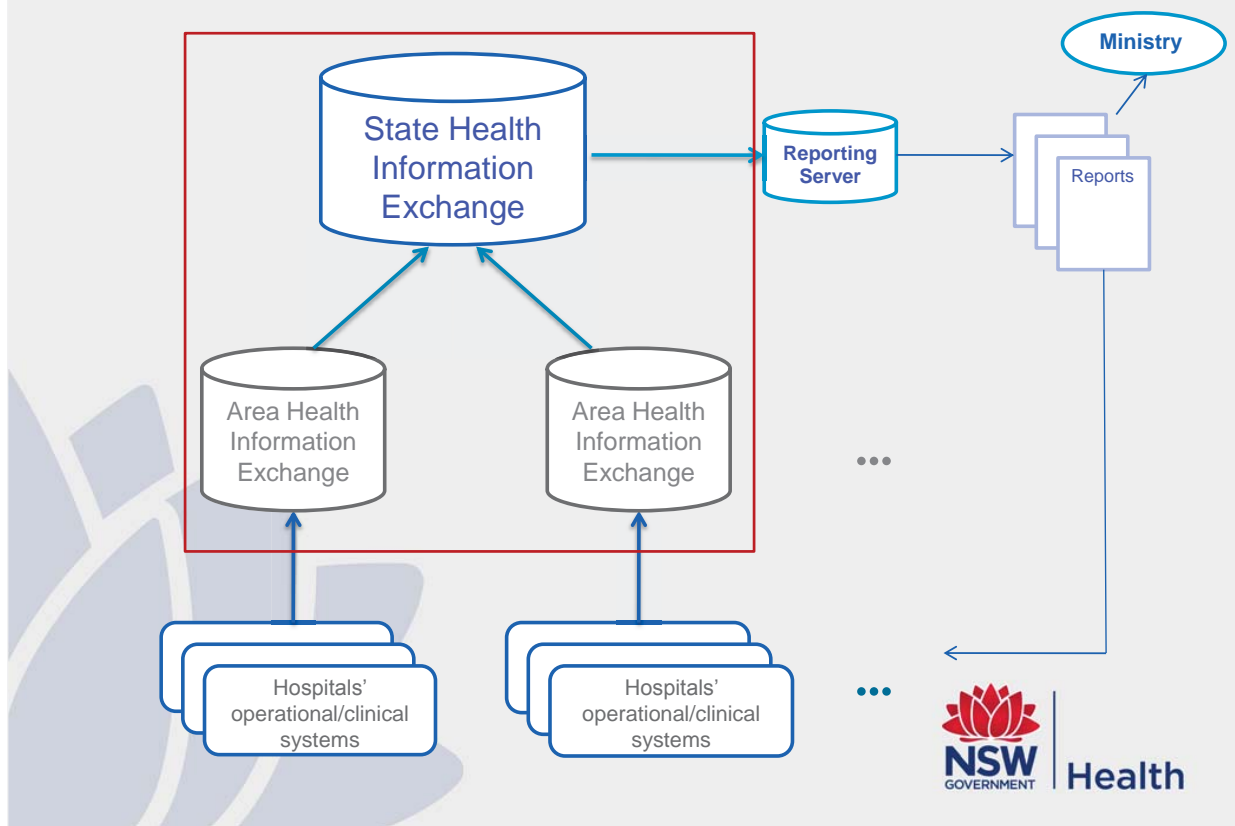 Ministry
State Health
Information
Exchange
Reporting
Server
Reports
Area Health
Information
Exchange
Area Health
Information
Exchange
...
Hospitals’
operational/clinical
systems
Hospitals’
operational/clinical
systems
...
NSW
GOVERNMENT
Health